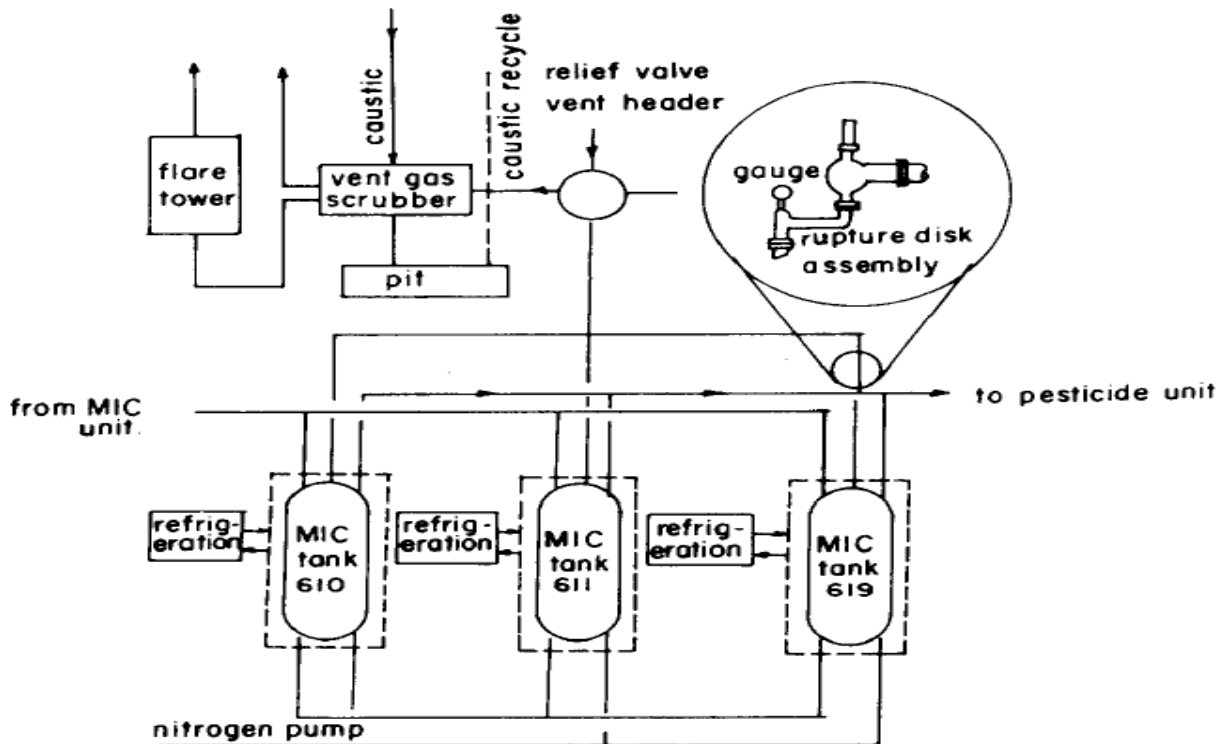 caustic
caustic recycle
relief valve
vent header
flare
tower
vent gas
scrubber
pit
gauge
rupture disk
assembly
from MIC
unit.
to pesticide unit
refrig-
eration
MIC
tank
610
refrig-
eration
MIC
tank
611
refrig-
eration
MIC
tank
619
nitrogen pump